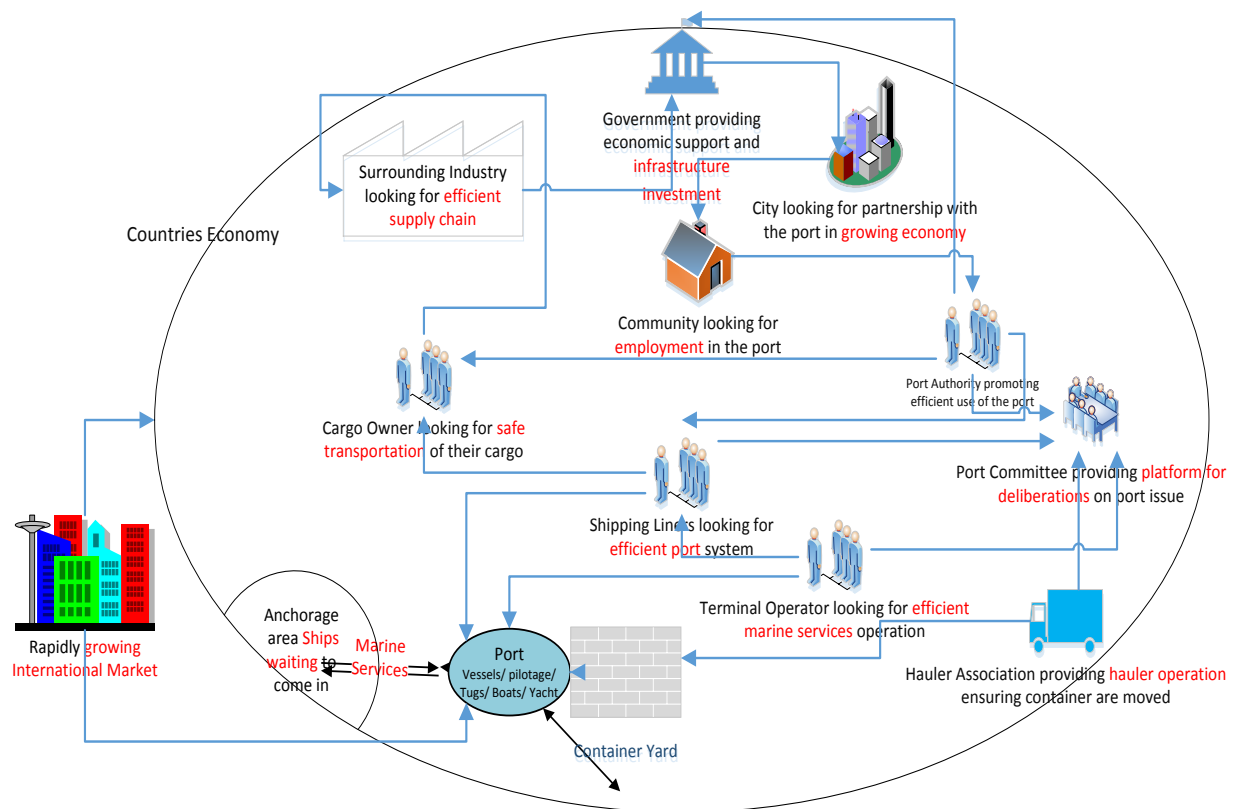 Government providing
economic support and
infrastructure
investment
Surrounding Industry
looking for efficient
supply chain
City looking for partnership with
the port in growing economy
Countries Economy
Community looking for
employment in the port
Port Authority promoting
efficient use of the port
Cargo Owner looking for safe
transportation of their cargo
Port Committee providing platform for
deliberations on port issue
Shipping Liners looking for
efficient port system
Terminal Operator looking for efficient
marine services operation
Rapidly growing
International Market
Anchorage
area Ships
waiting to
come in
Marine
Services
Port
Vessels/ pilotage/
Tugs/ Boats/ Yacht
Hauler Association providing hauler operation
ensuring container are moved
Container Yard